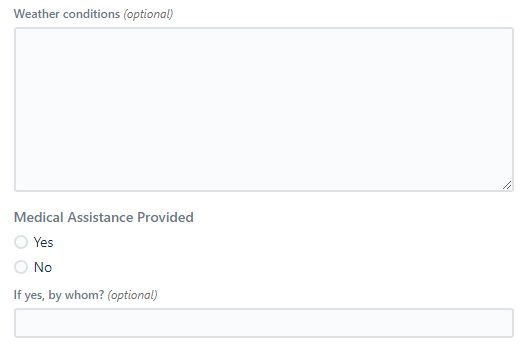 Weather conditions (optional)
Medical Assistance Provided
Yes
No
If yes, by whom? (optional)